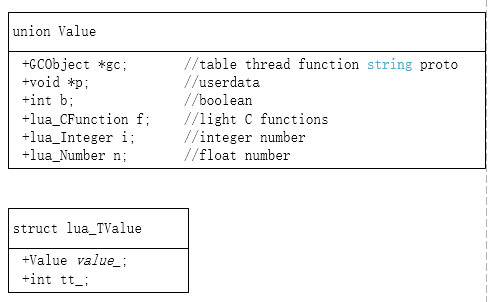 union Value
+GCObject *gc; //table thread function string proto
+void *p; //userdata
+int b; //boolean
+lua_CFunction f; //light C functions
+lua_Integer i; //integer number
+lua_Number n; //float number
struct lua_TValue
+Value value_;
+int tt_;